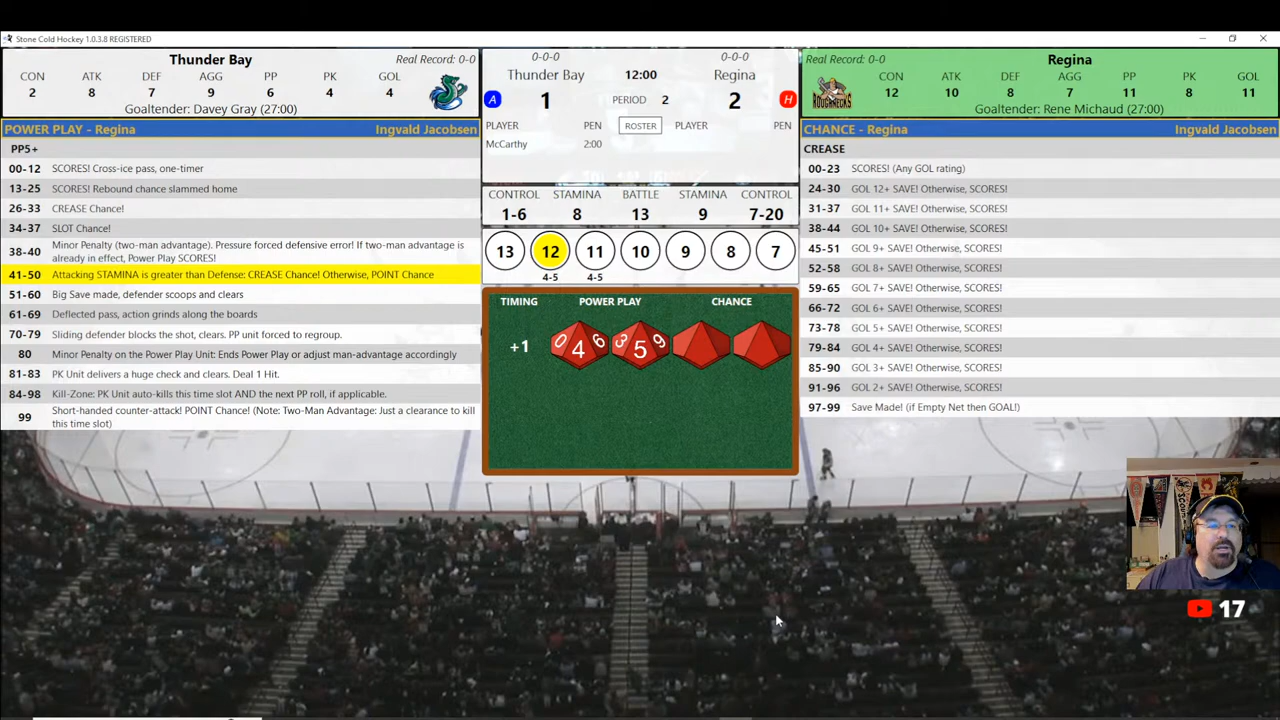 Stone Cold Hockey 1.0.3.8 REGISTERED
Thunder Bay
Real Record: 0-0
CON ATK DEF AGG PP PK GOL
2 8 7 9 6 4 4
Goaltender: Davey Gray (27:00)
0-0-0 0-0-0
Thunder Bay 12:00 Regina
A 1 PERIOD 2 2 H
PLAYER PEN ROSTER PLAYER PEN
McCarthy 2:00
Real Record: 0-0
Regina
CON ATK DEF AGG PP PK GOL
12 10 8 7 11 8 11
ROUGHNECKS
Goaltender: Rene Michaud (27:00)
POWER PLAY - Regina Ingvald Jacobsen
PP5+
00-12 SCORES! Cross-ice pass, one-timer
13-25 SCORES! Rebound chance slammed home
26-33 CREASE Chance!
34-37 SLOT Chance!
38-40 Minor Penalty (two-man advantage). Pressure forced defensive error! If two-man advantage is
already in effect, Power Play SCORES!
41-50 Attacking STAMINA is greater than Defense: CREASE Chance! Otherwise, POINT Chance
51-60 Big Save made, defender scoops and clears
61-69 Deflected pass, action grinds along the boards
70-79 Sliding defender blocks the shot, clears. PP unit forced to regroup.
80 Minor Penalty on the Power Play Unit: Ends Power Play or adjust man-advantage accordingly
81-83 PK Unit delivers a huge check and clears. Deal 1 Hit.
84-98 Kill-Zone: PK Unit auto-kills this time slot AND the next PP roll, if applicable.
99 Short-handed counter-attack! POINT Chance! (Note: Two-Man Advantage: Just a clearance to kill
this time slot)
CONTROL STAMINA BATTLE STAMINA CONTROL
1-6 8 13 9 7-20
13 12 11 10 9 8 7
4-5 4-5
TIMING POWER PLAY CHANCE
+1 0 4 6 3 5 9
CHANCE - Regina Ingvald Jacobsen
CREASE
00-23 SCORES! (Any GOL rating)
24-30 GOL 12+ SAVE! Otherwise, SCORES!
31-37 GOL 11+ SAVE! Otherwise, SCORES!
38-44 GOL 10+ SAVE! Otherwise, SCORES!
45-51 GOL 9+ SAVE! Otherwise, SCORES!
52-58 GOL 8+ SAVE! Otherwise, SCORES!
59-65 GOL 7+ SAVE! Otherwise, SCORES!
66-72 GOL 6+ SAVE! Otherwise, SCORES!
73-78 GOL 5+ SAVE! Otherwise, SCORES!
79-84 GOL 4+ SAVE! Otherwise, SCORES!
85-90 GOL 3+ SAVE! Otherwise, SCORES!
91-96 GOL 2+ SAVE! Otherwise, SCORES!
97-99 Save Made! (if Empty Net then GOAL!)
17